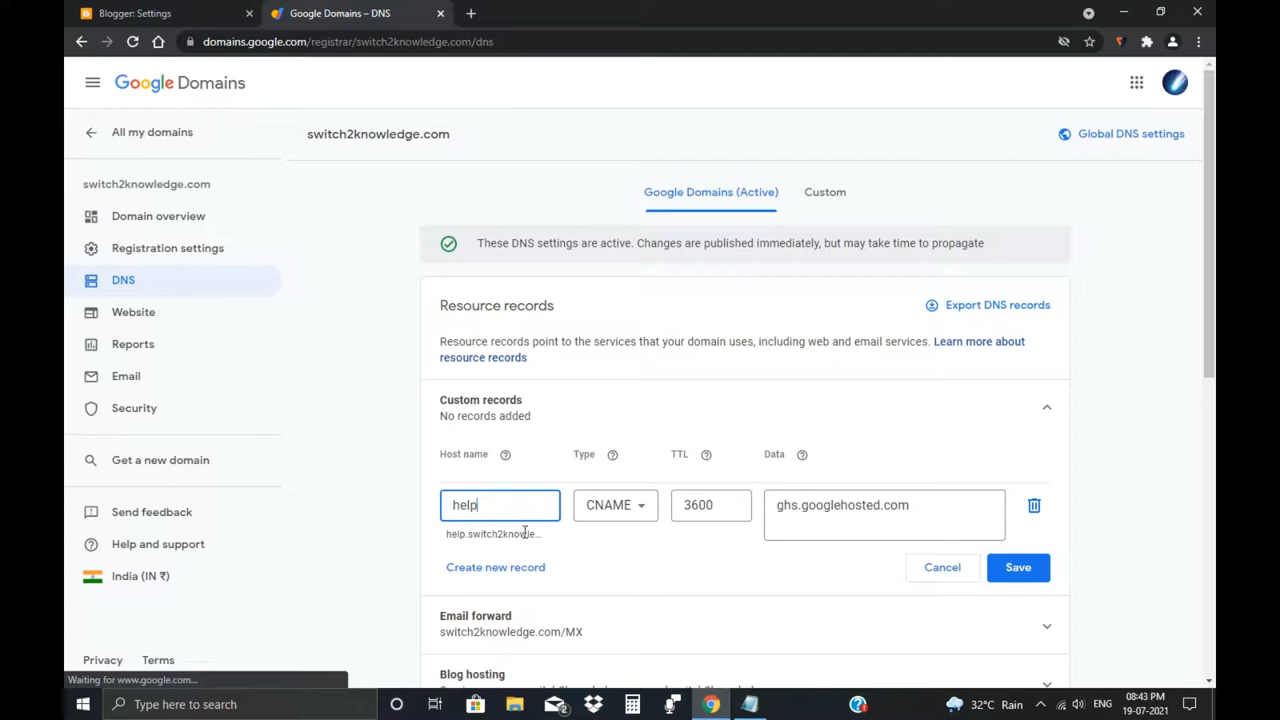 Blogger: Settings
Google Domains – DNS
domains.google.com/registrar/switch2knowledge.com/dns
Google Domains
All my domains
switch2knowledge.com
Global DNS settings
switch2knowledge.com
Domain overview
Registration settings
DNS
Website
Reports
Email
Security
Get a new domain
Send feedback
Help and support
India (IN ₹)
Privacy Terms
Google Domains (Active)
Custom
These DNS settings are active. Changes are published immediately, but may take time to propagate
Resource records
Export DNS records
Resource records point to the services that your domain uses, including web and email services. Learn more about
resource records
Custom records
No records added
Host name
Type
TTL
Data
help
CNAME
3600
ghs.googlehosted.com
help.switch2knowle...
Create new record
Cancel
Save
Email forward
switch2knowledge.com/MX
Blog hosting
Waiting for www.google.com...
Type here to search
2
32°C Rain
ENG
08:43 PM
19-07-2021